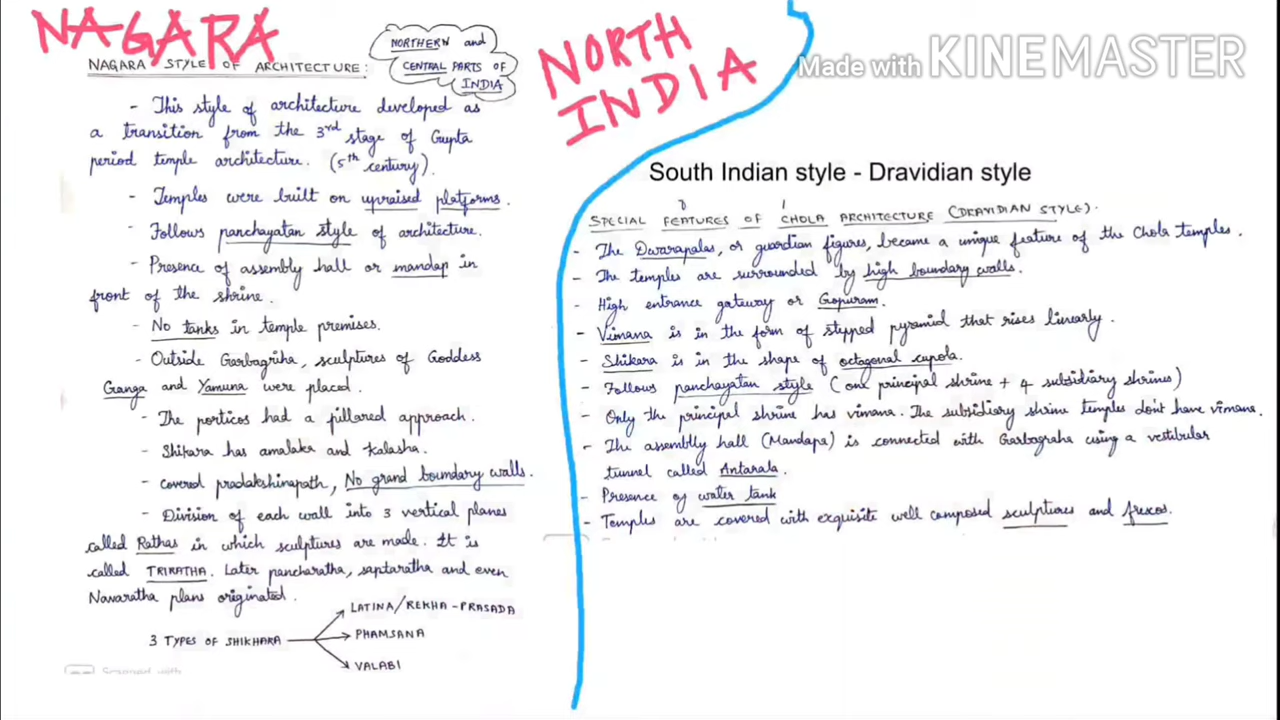 NAGARA
NORTH
INDIA
Made with KINEMASTER
NAGARA STYLE OF ARCHITECTURE:
NORTHERN and
CENTRAL PARTS OF
INDIA
- This style of architecture developed as
a transition from the 3rd stage of Gupta
period temple architecture. (5th century).
- Temples were built on upraised platforms.
- Follows panchayatan style of architecture.
- Presence of assembly hall or mandap in
front of the shrine.
- No tanks in temple premises.
- Outside Garbagriha, sculptures of Goddess
Ganga and Yamuna were placed.
- The porticos had a pillared approach.
- Shikara has amalaka and Kalasha.
- covered pradakshinapath, No grand boundary walls.
- Division of each wall into 3 vertical planes
called Rathas in which sculptures are made. It is
called TRIRATHA. Later pancharatha, saptaratha and even
Navaratha plans originated.
3 TYPES OF SHIKHARA
LATINA/REKHA-PRASADA
PHAMSANA
VALABI
South Indian style - Dravidian style
SPECIAL FEATURES OF CHOLA ARCHITECTURE (DRAVIDIAN STYLE).
- The Dwarapalas, or guardian figures, became a unique feature of the Chola temples.
- The temples are surrounded by high boundary walls.
- High entrance gateway or Gopuram.
- Vimana is in the form of stepped pyramid that rises linearly.
- Shikara is in the shape of octagonal cupola.
- Follows panchayatan style (one principal shrine + 4 subsidiary shrines)
- Only the principal shrine has vimana. The subsidiary shrine temples don't have vimana.
- The assembly hall (Mandapa) is connected with Garbagraha using a vestibular
tunnel called Antarala.
- Presence of water tank
- Temples are covered with exquisite well composed sculptures and frexos.